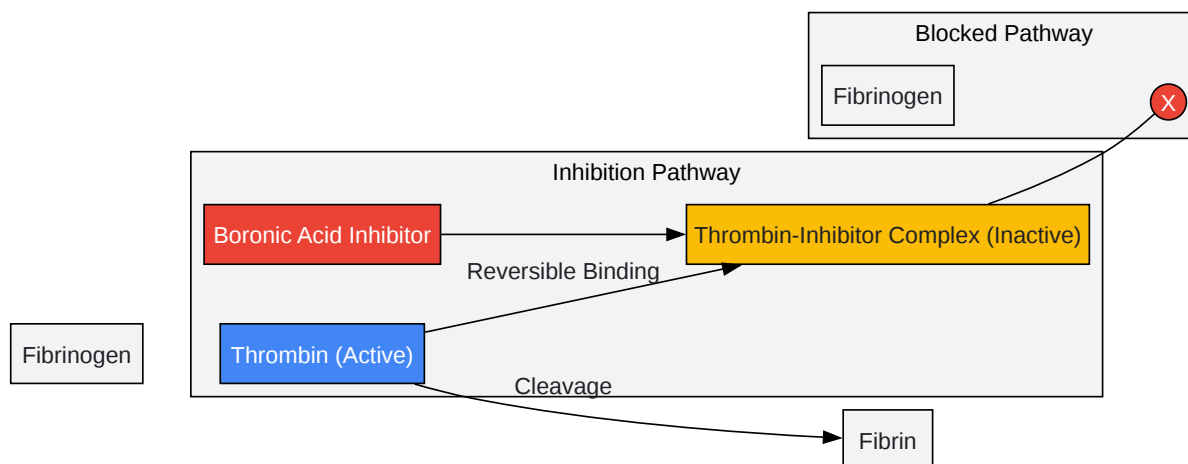 Blocked Pathway
Fibrinogen
X
Inhibition Pathway
Boronic Acid Inhibitor
Thrombin-Inhibitor Complex (Inactive)
Reversible Binding
Fibrinogen
Thrombin (Active)
Cleavage
Fibrin